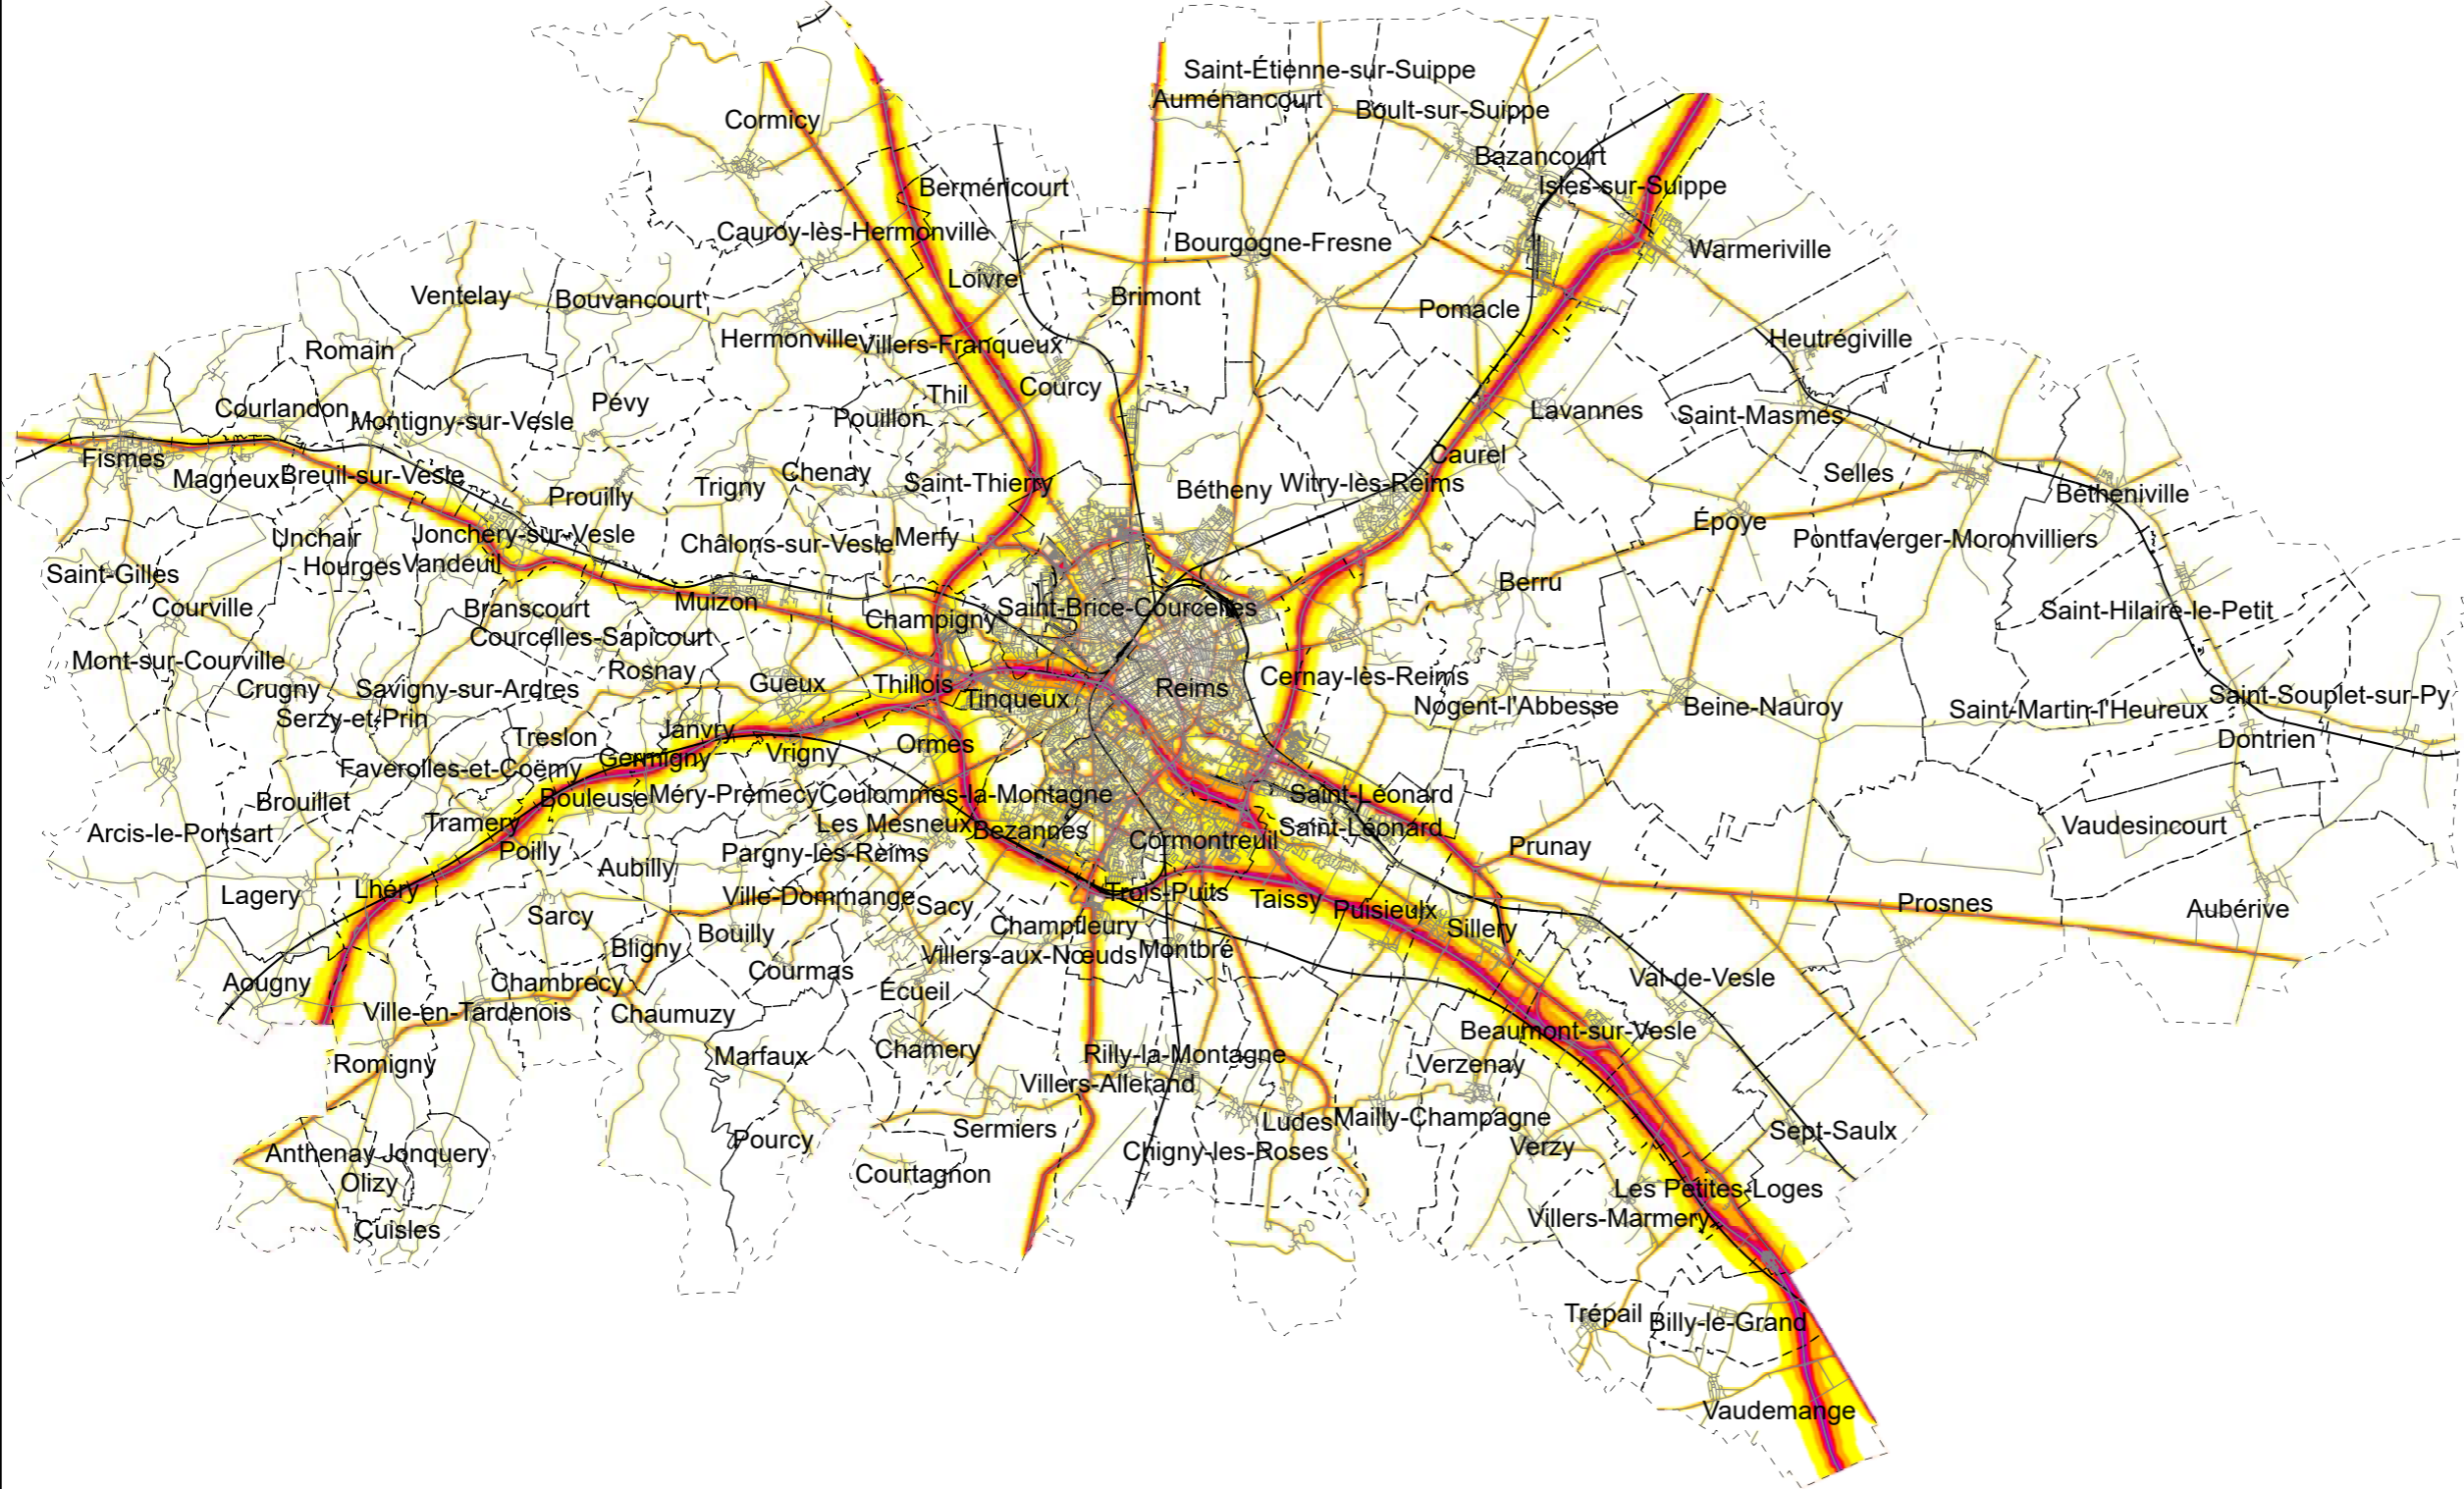 Saint-Étienne-sur-Suippe
Auménancourt
Boult-sur-Suippe
Cormicy
Bazancourt
Isles-sur-Suippe
Berméricourt
Cauroy-lès-Hermonville
Bourgogne-Fresne
Warmeriville
Loivre
Ventelay
Bouvancourt
Brimont
Pomacle
Hermonville
Villers-Franqueux
Heutrégiville
Romain
Courcy
Thil
Pévy
Courlandon
Montigny-sur-Vesle
Pouillon
Lavannes
Saint-Masmes
Fismes
Caurel
Magneux
Breuil-sur-Vesle
Chenay
Selles
Trigny
Saint-Thierry
Bétheny
Witry-lès-Reims
Prouilly
Bétheniville
Époye
Unchair
Jonchery-sur-Vesle
Châlons-sur-Vesle
Merfy
Pontfaverger-Moronvilliers
Hourges
Vandeuil
Saint-Gilles
Berru
Courville
Branscourt
Muizon
Champigny
Saint-Brice-Courcelles
Saint-Hilaire-le-Petit
Courcelles-Sapicourt
Mont-sur-Courville
Rosnay
Crugny
Savigny-sur-Ardres
Gueux
Thillois
Tinqueux
Reims
Cernay-lès-Reims
Nogent-l'Abbesse
Beine-Nauroy
Saint-Martin-l'Heureux
Saint-Souplet-sur-Py
Serzy-et-Prin
Treslon
Janvry
Germigny
Vrigny
Ormes
Dontrien
Faverolles-et-Coëmy
Brouillet
Bouleuse
Méry-Prémecy
Coulommes-la-Montagne
Saint-Léonard
Arcis-le-Ponsart
Tramery
Les Mesneux
Bezannes
Cormontreuil
Saint-Léonard
Vaudesincourt
Poilly
Aubilly
Pargny-lès-Reims
Prunay
Lagery
Lhéry
Ville-Dommange
Sacy
Trois-Puits
Taissy
Puisieulx
Prosnes
Aubérive
Sarcy
Bligny
Bouilly
Champfleury
Sillery
Villers-aux-Nœuds
Montbré
Courmas
Val-de-Vesle
Aougny
Chambrecy
Écueil
Ville-en-Tardenois
Chaumuzy
Beaumont-sur-Vesle
Romigny
Marfaux
Chamery
Rilly-la-Montagne
Verzenay
Villers-Allerand
Sermiers
Ludes
Mailly-Champagne
Sept-Saulx
Anthenay
Jonquery
Pourcy
Chigny-les-Roses
Verzy
Olizy
Courtagnon
Les Petites-Loges
Cuisles
Villers-Marmery
Trépail
Billy-le-Grand
Vaudemange